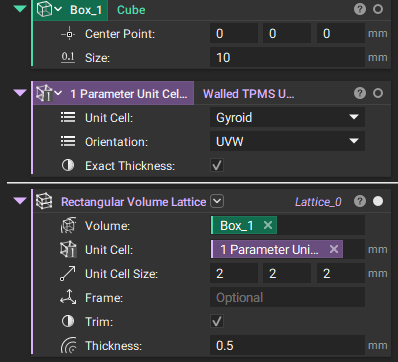 Box_1 Cube ?
Center Point: 0 0 0 mm
0.1 Size: 10 mm
1 Parameter Unit Cel... Walled TPMS U... ?
Unit Cell: Gyroid
Orientation: UVW
Exact Thickness:
Rectangular Volume Lattice Lattice_0 ?
Volume: Box_1 ×
Unit Cell: 1 Parameter Uni... × mm
Unit Cell Size: 2 2 2 mm
Frame: Optional
Trim:
Thickness: 0.5 mm